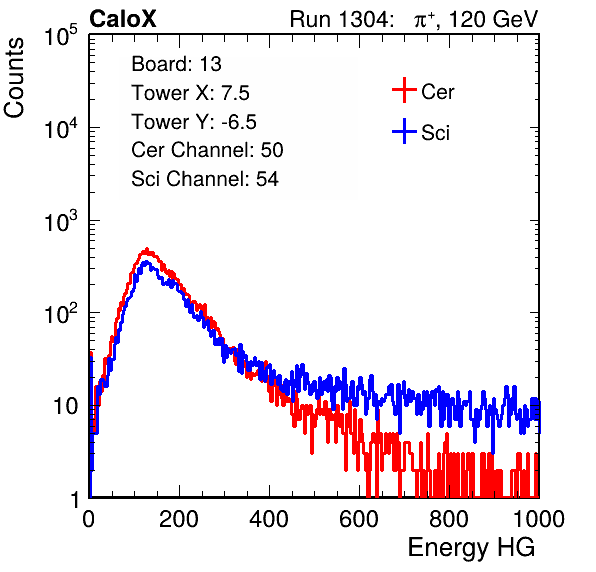 CaloX Run 1304: π⁺, 120 GeV
Counts
Board: 13
Tower X: 7.5
Tower Y: -6.5
Cer Channel: 50
Sci Channel: 54
Cer
Sci
10⁵
10⁴
10³
10²
10
1
0 200 400 600 800 1000
Energy HG